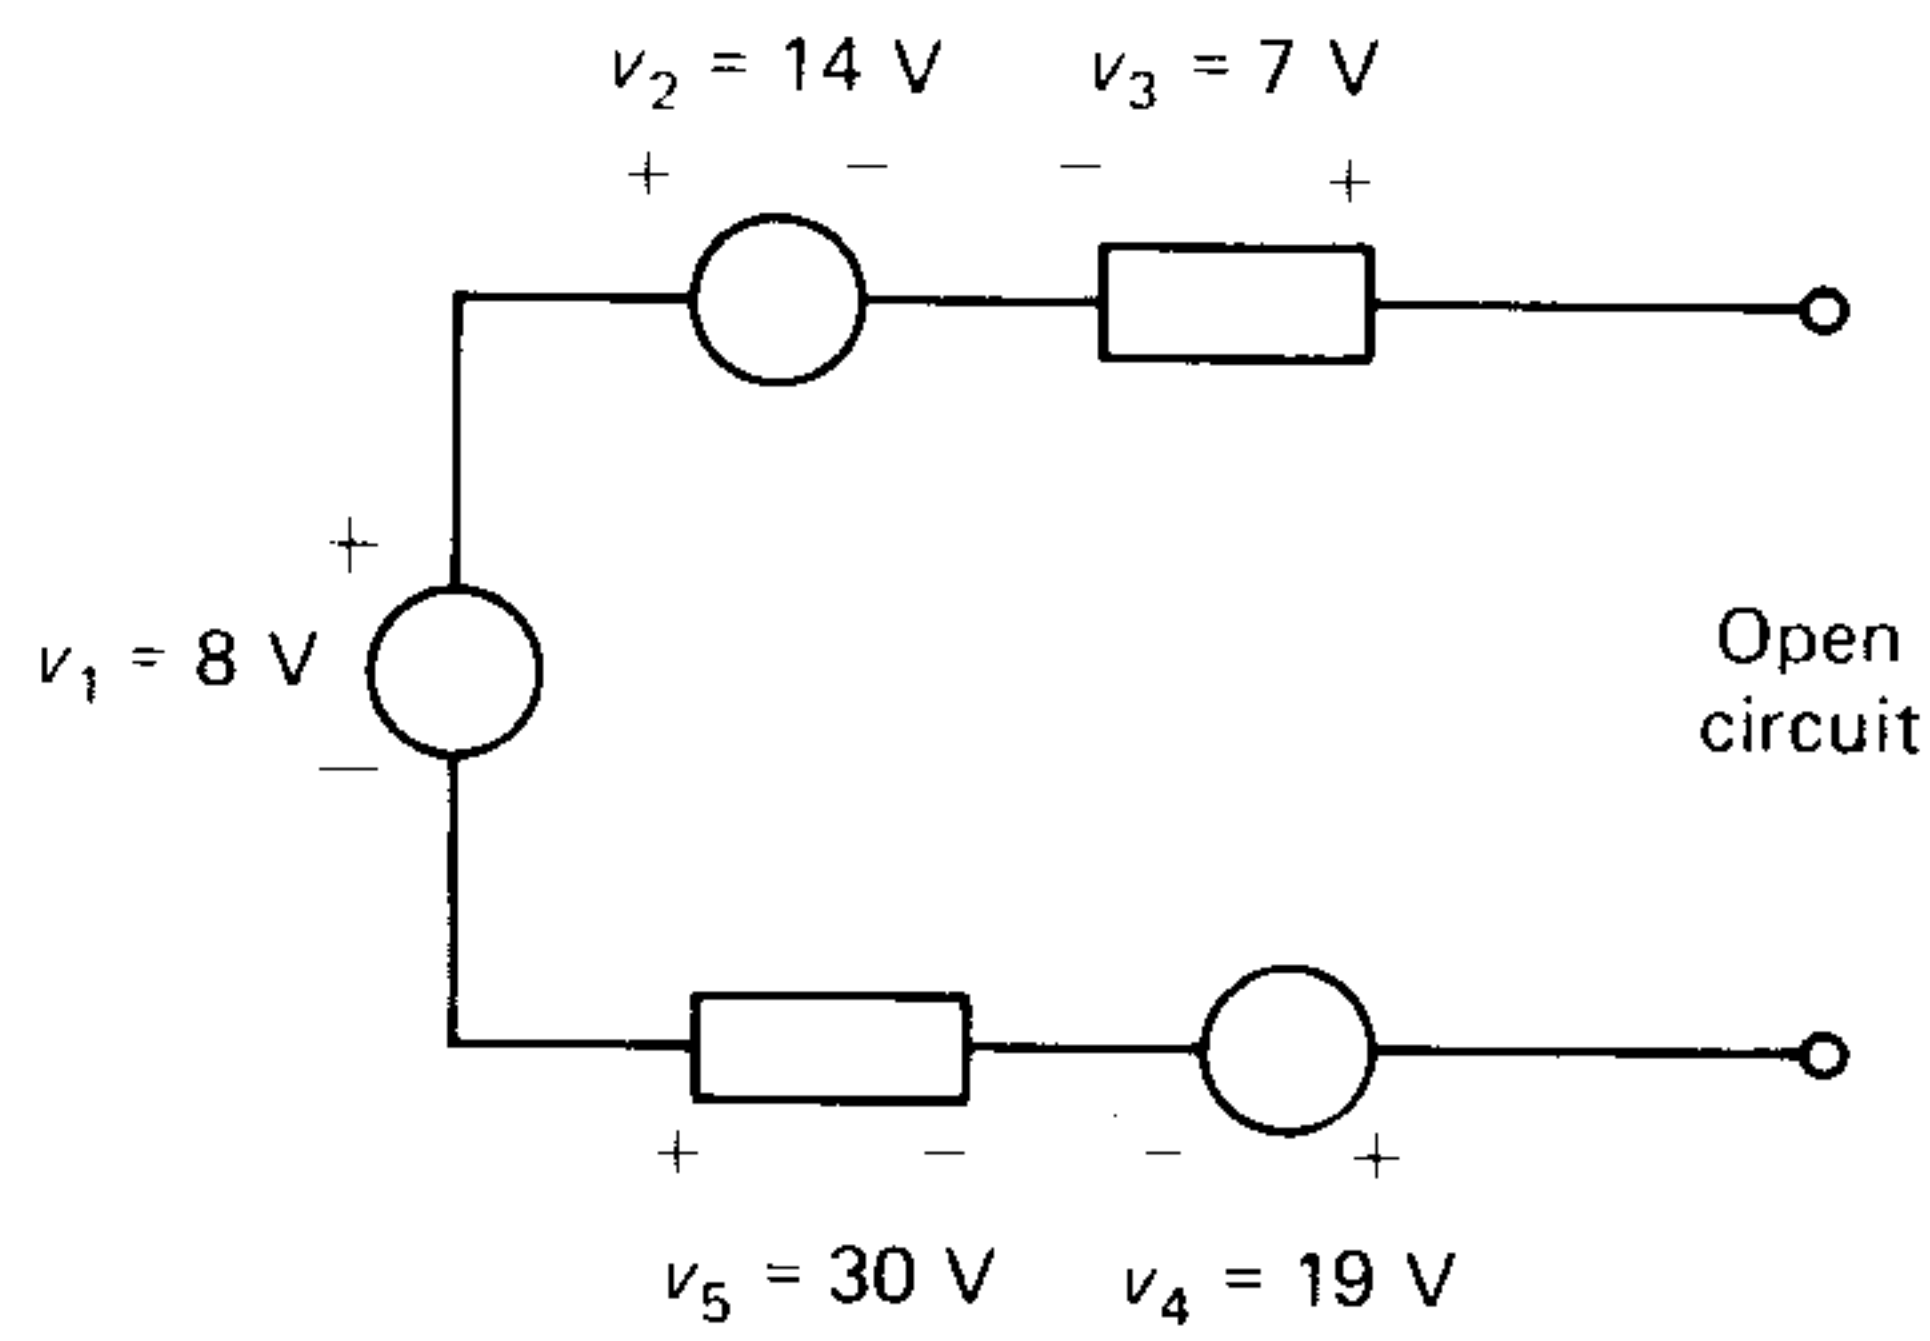 v₂ = 14 V   v₃ = 7 V
+ − − +
+
v₁ = 8 V
−
Open
circuit
+ − − +
v₅ = 30 V   v₄ = 19 V